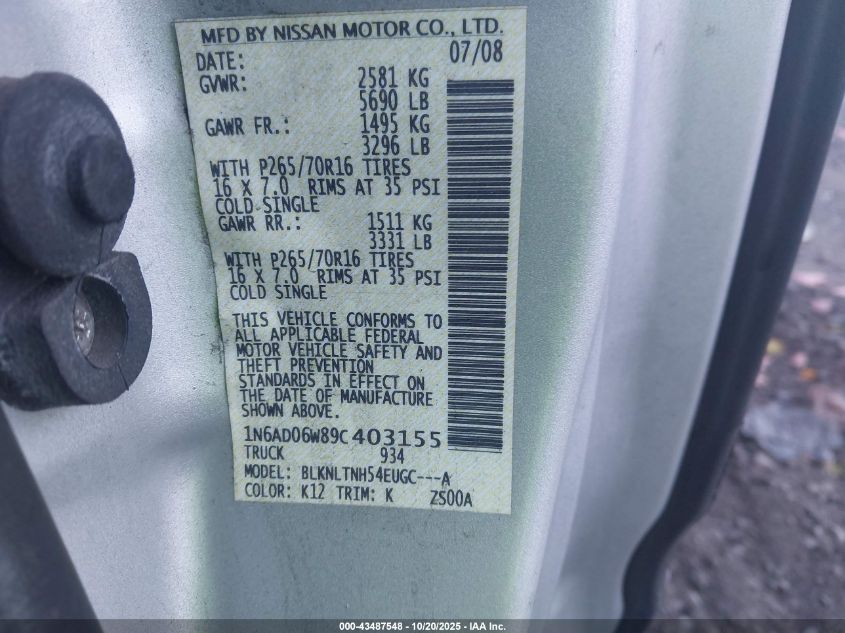 MFD BY NISSAN MOTOR CO., LTD.
DATE: 07/08
GVWR: 2581 KG
5690 LB
GAWR FR.: 1495 KG
3296 LB
WITH P265/70R16 TIRES
16 X 7.0 RIMS AT 35 PSI
COLD SINGLE
GAWR RR.: 1511 KG
3331 LB
WITH P265/70R16 TIRES
16 X 7.0 RIMS AT 35 PSI
COLD SINGLE
THIS VEHICLE CONFORMS TO
ALL APPLICABLE FEDERAL
MOTOR VEHICLE SAFETY AND
THEFT PREVENTION
STANDARDS IN EFFECT ON
THE DATE OF MANUFACTURE
SHOWN ABOVE.
1N6AD06W89C403155
TRUCK 934
MODEL: BLKNLTNH54EUGC---A
COLOR: K12 TRIM: K ZS00A
000-43487548 - 10/20/2025 - IAA Inc.